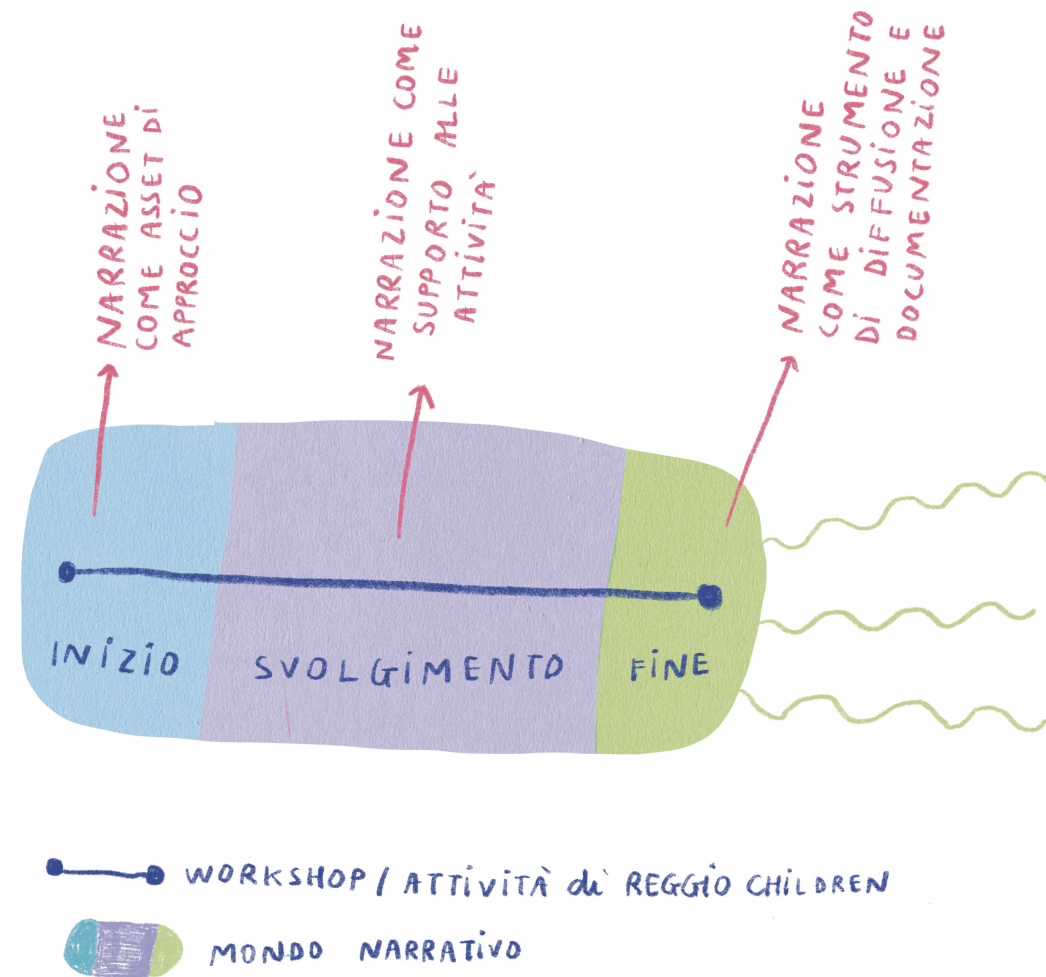 NARRAZIONE
COME ASSET DI
APPROCCIO
NARRAZIONE COME
SUPPORTO ALLE
ATTIVITÀ
NARRAZIONE
COME STRUMENTO
DI DIFFUSIONE E
DOCUMENTAZIONE
INIZIO
SVOLGIMENTO
FINE
WORKSHOP / ATTIVITÀ di REGGIO CHILDREN
MONDO NARRATIVO